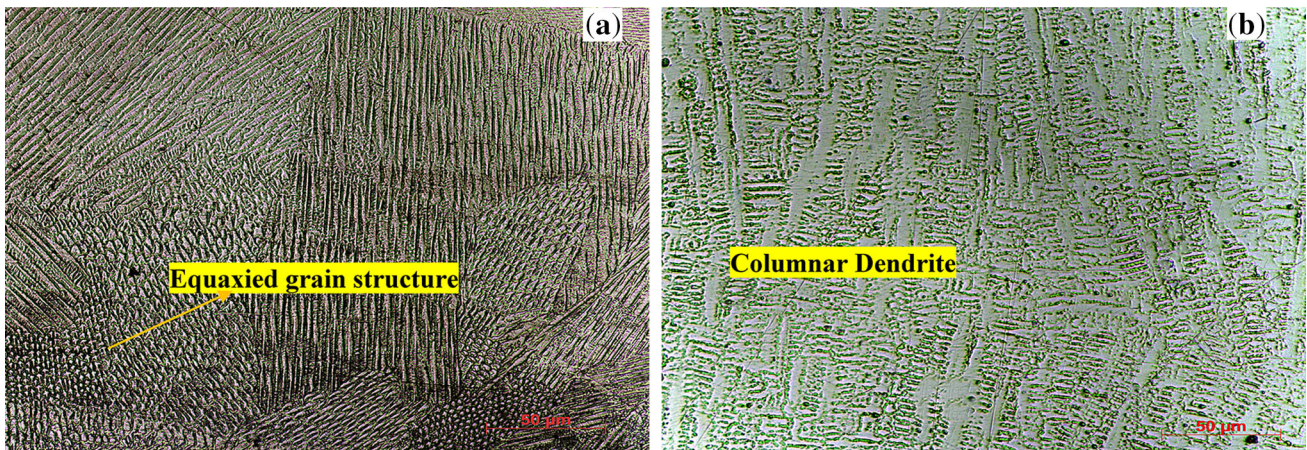 (a)
Equaxied grain structure
50 µm
(b)
Columnar Dendrite
50 µm